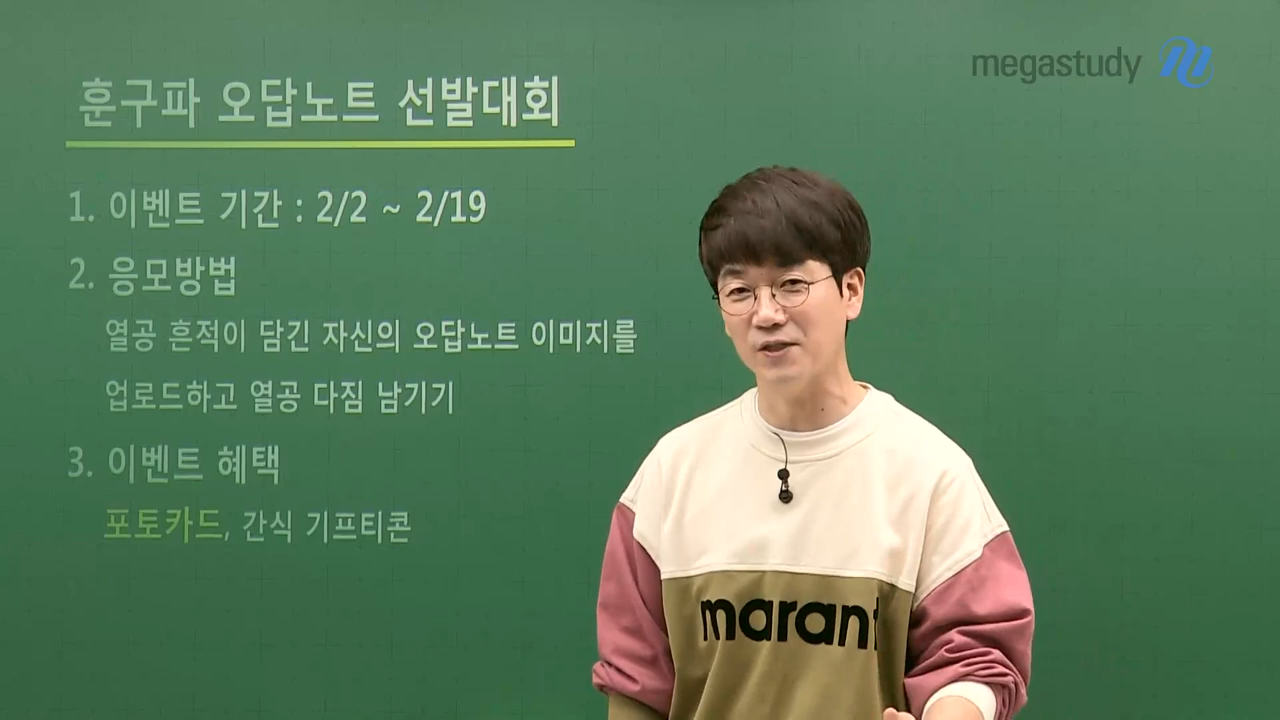 megastudy
훈구파 오답노트 선발대회
1. 이벤트 기간 : 2/2 ~ 2/19
2. 응모방법
열공 흔적이 담긴 자신의 오답노트 이미지를
업로드하고 열공 다짐 남기기
3. 이벤트 혜택
포토카드, 간식 기프티콘
marant